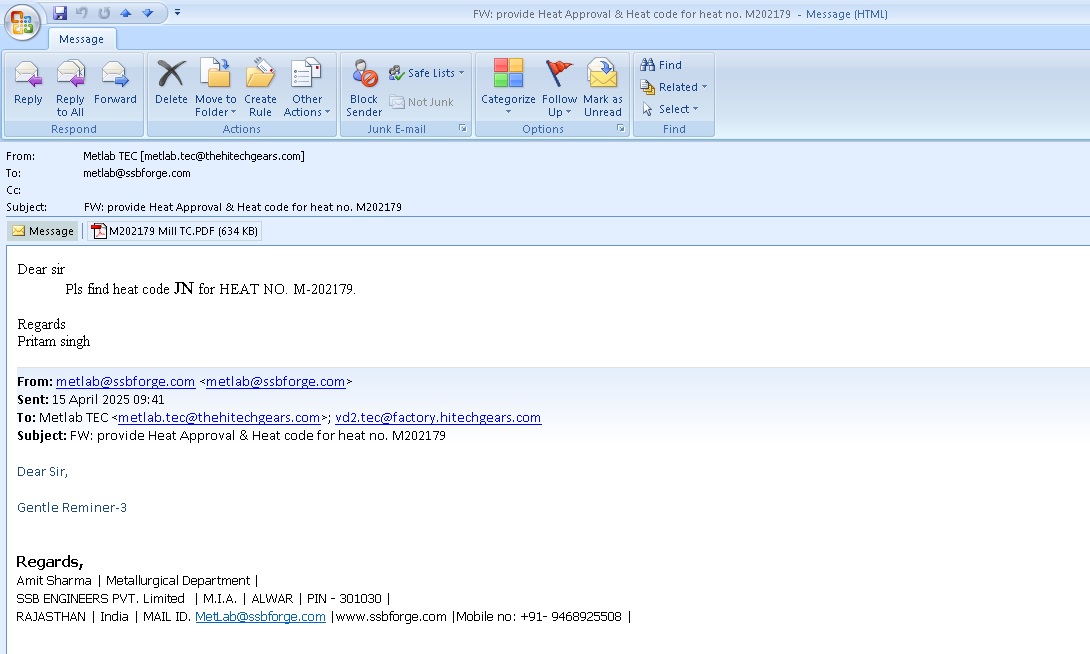 FW: provide Heat Approval & Heat code for heat no. M202179 - Message (HTML)
Message
Reply
Reply to All
Forward
Respond
Delete
Move to Folder
Create Rule
Other Actions
Actions
Block Sender
Safe Lists
Not Junk
Junk E-mail
Categorize
Follow Up
Mark as Unread
Options
Find
Related
Select
Find
From: Metlab TEC [metlab.tec@thehitechgears.com]
To: metlab@ssbforge.com
Cc:
Subject: FW: provide Heat Approval & Heat code for heat no. M202179
Message M202179 Mill TC.PDF (634 KB)
Dear sir
Pls find heat code JN for HEAT NO. M-202179.
Regards
Pritam singh
From: metlab@ssbforge.com <metlab@ssbforge.com>
Sent: 15 April 2025 09:41
To: Metlab TEC <metlab.tec@thehitechgears.com>; vd2.tec@factory.hitechgears.com
Subject: FW: provide Heat Approval & Heat code for heat no. M202179
Dear Sir,
Gentle Reminer-3
Regards,
Amit Sharma | Metallurgical Department |
SSB ENGINEERS PVT. Limited | M.I.A. | ALWAR | PIN - 301030 |
RAJASTHAN | India | MAIL ID. MetLab@ssbforge.com |www.ssbforge.com |Mobile no: +91- 9468925508 |